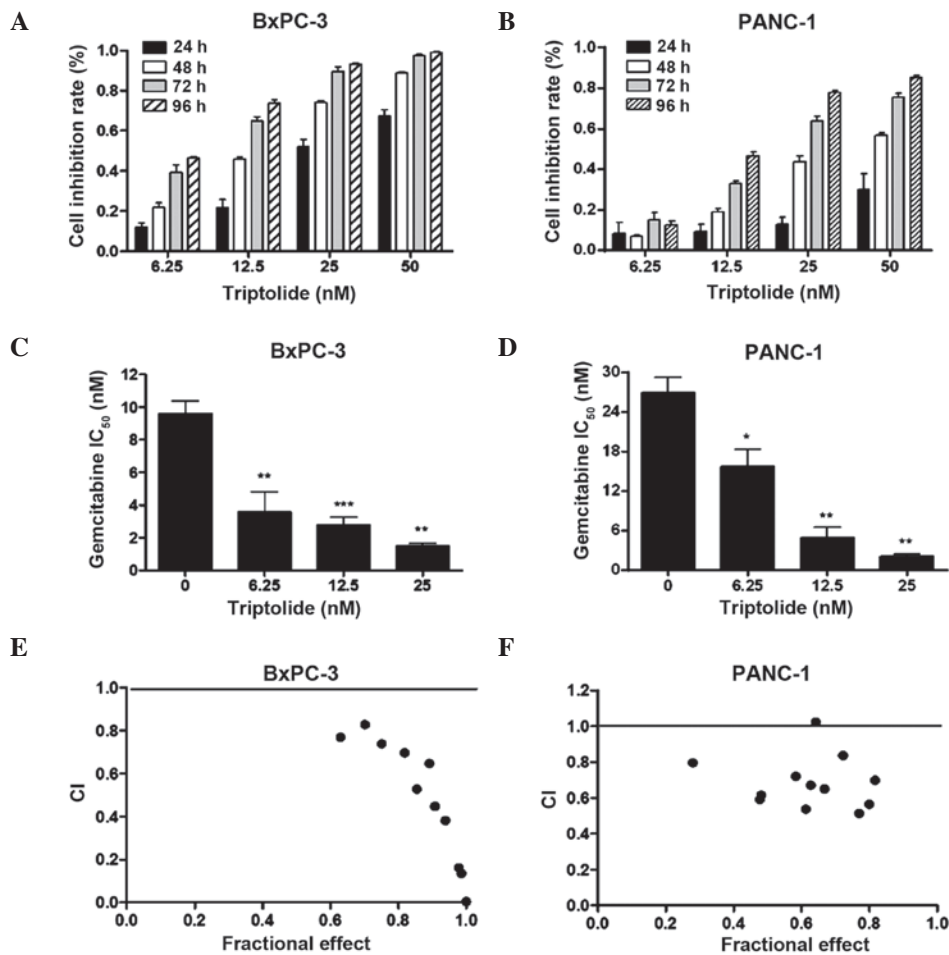 A
BxPC-3
24 h
48 h
72 h
96 h
Cell inhibition rate (%)
1.0
0.8
0.6
0.4
0.2
0.0
6.25 12.5 25 50
Triptolide (nM)
B
PANC-1
24 h
48 h
72 h
96 h
Cell inhibition rate (%)
1.0
0.8
0.6
0.4
0.2
0.0
6.25 12.5 25 50
Triptolide (nM)
C
BxPC-3
Gemcitabine IC50 (nM)
12
10
8
6
4
2
0
** *** **
0 6.25 12.5 25
Triptolide (nM)
D
PANC-1
Gemcitabine IC50 (nM)
30
24
18
12
6
0
* ** **
0 6.25 12.5 25
Triptolide (nM)
E
BxPC-3
CI
1.0
0.8
0.6
0.4
0.2
0.0
0.0 0.2 0.4 0.6 0.8 1.0
Fractional effect
F
PANC-1
CI
1.2
1.0
0.8
0.6
0.4
0.2
0.0
0.0 0.2 0.4 0.6 0.8 1.0
Fractional effect